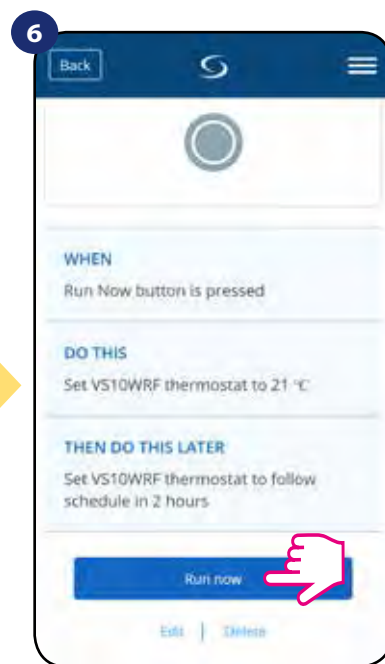 6
Back
WHEN
Run Now button is pressed
DO THIS
Set VS10WRF thermostat to 21 °C
THEN DO THIS LATER
Set VS10WRF thermostat to follow
schedule in 2 hours
Run now
Edit | Delete